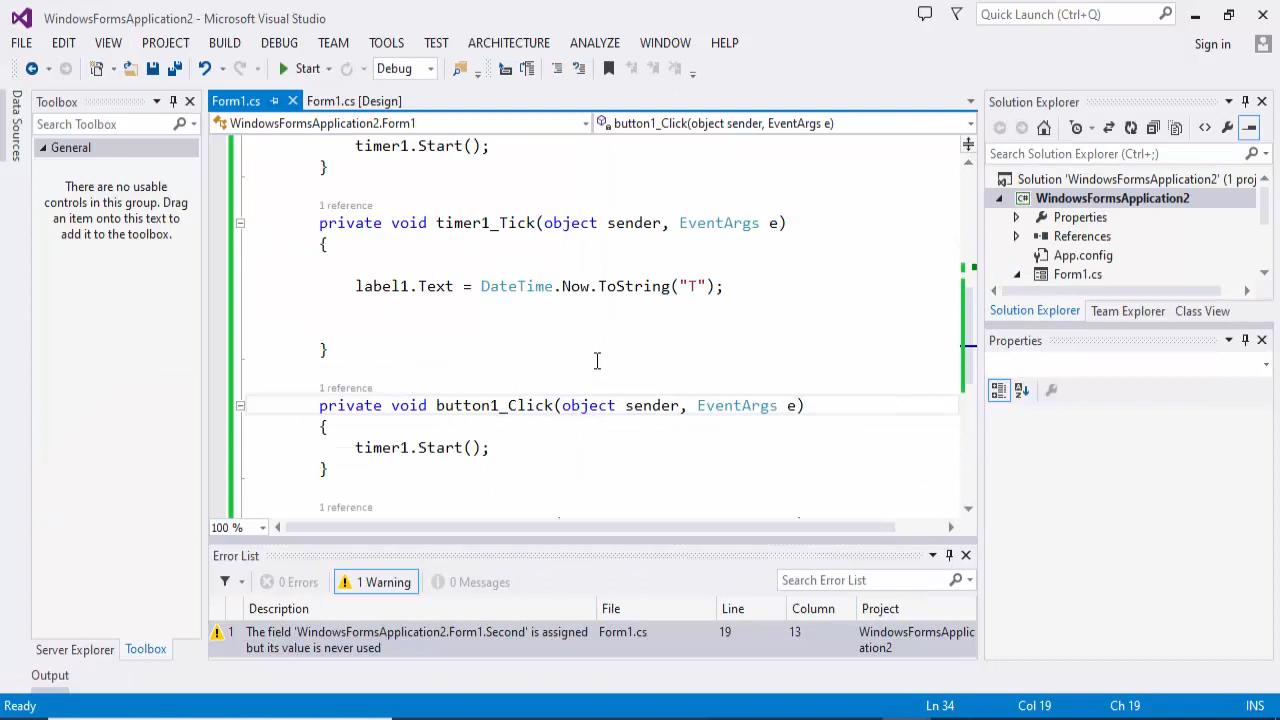 WindowsFormsApplication2 - Microsoft Visual Studio
Quick Launch (Ctrl+Q)
FILE EDIT VIEW PROJECT BUILD DEBUG TEAM TOOLS TEST ARCHITECTURE ANALYZE WINDOW HELP
Sign in
Start
Debug
Data Sources
Toolbox
Search Toolbox
General
There are no usable
controls in this group. Drag
an item onto this text to
add it to the toolbox.
Server Explorer
Toolbox
Form1.cs
Form1.cs [Design]
WindowsFormsApplication2.Form1
button1_Click(object sender, EventArgs e)
timer1.Start();
}
1 reference
private void timer1_Tick(object sender, EventArgs e)
{
label1.Text = DateTime.Now.ToString("T");
}
1 reference
private void button1_Click(object sender, EventArgs e)
{
timer1.Start();
}
1 reference
100 %
Error List
0 Errors
1 Warning
0 Messages
Search Error List
Description File Line Column Project
1 The field 'WindowsFormsApplication2.Form1.Second' is assigned Form1.cs 19 13 WindowsFormsApplic
but its value is never used ation2
Solution Explorer
Search Solution Explorer (Ctrl+;)
Solution 'WindowsFormsApplication2' (1 proj
C# WindowsFormsApplication2
Properties
References
App.config
Form1.cs
Solution Explorer Team Explorer Class View
Properties
Output
Ready
Ln 34
Col 19
Ch 19
INS